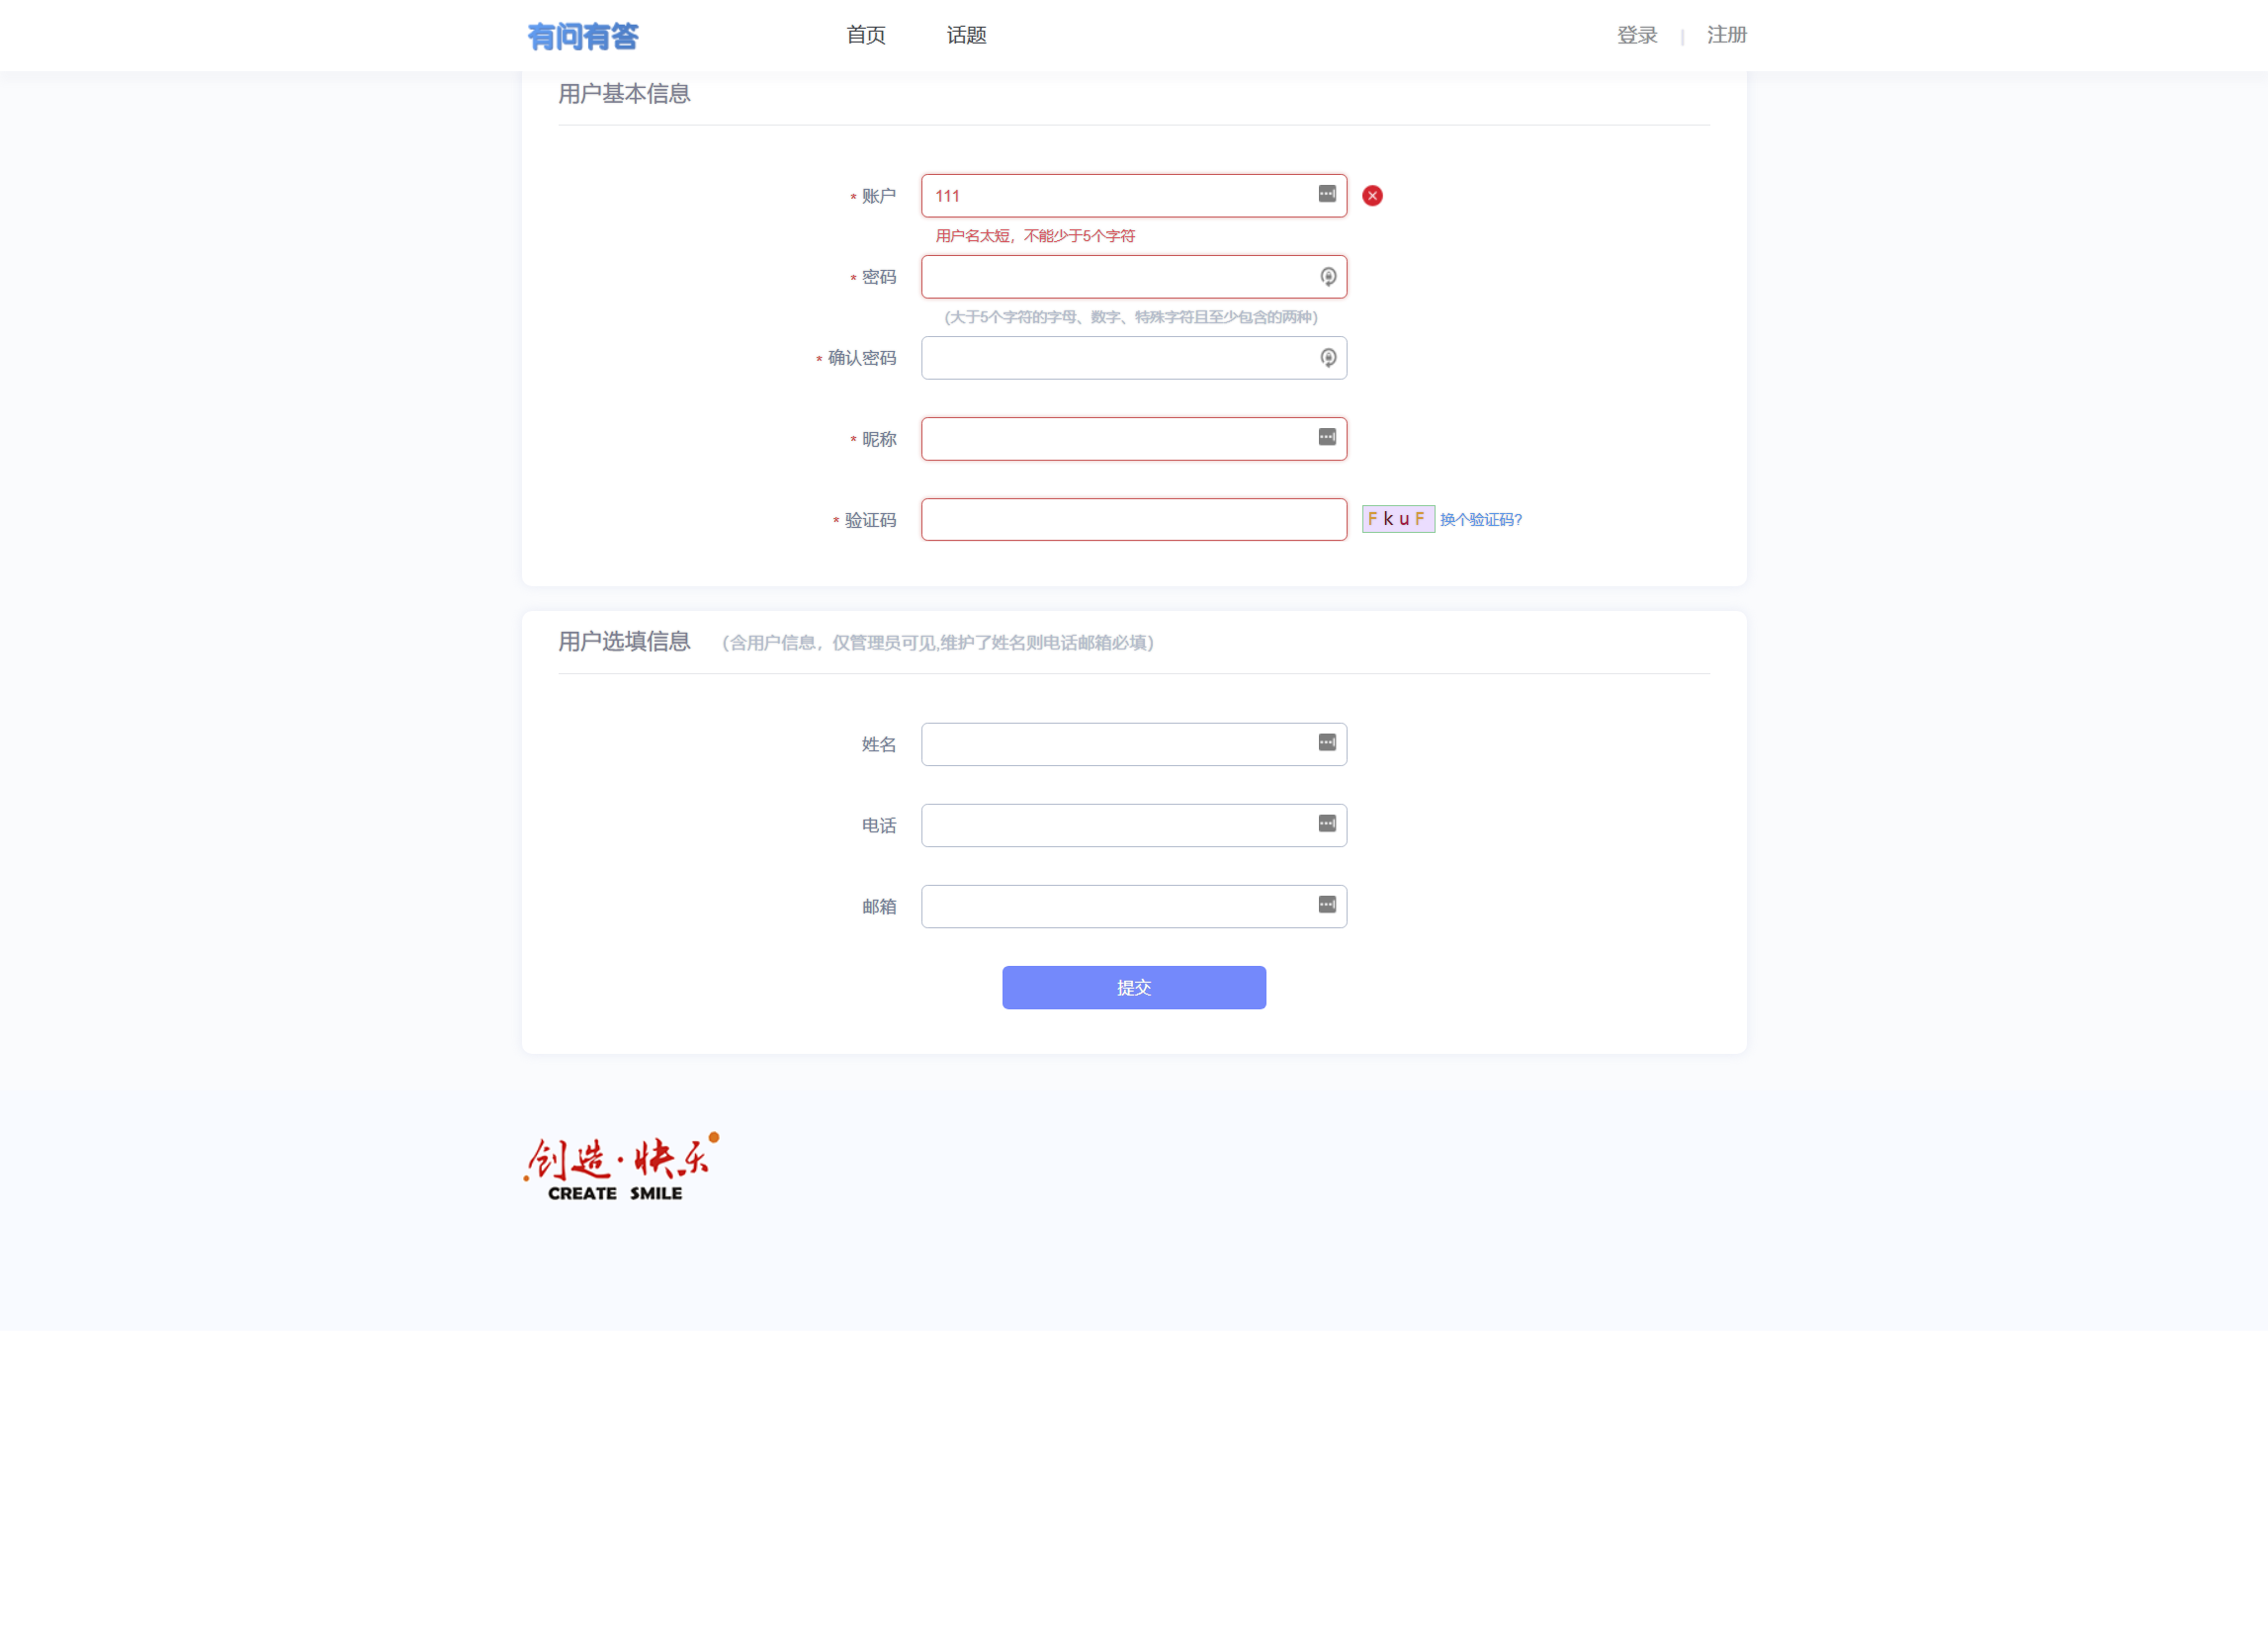 有问有答 首页 话题 登录 | 注册
用户基本信息
* 账户 111
用户名太短，不能少于5个字符
* 密码
(大于5个字符的字母、数字、特殊字符且至少包含的两种)
* 确认密码
* 昵称
* 验证码 FkuF 换个验证码?
用户选填信息 (含用户信息，仅管理员可见,维护了姓名则电话邮箱必填)
姓名
电话
邮箱
提交
创造·快乐
CREATE SMILE